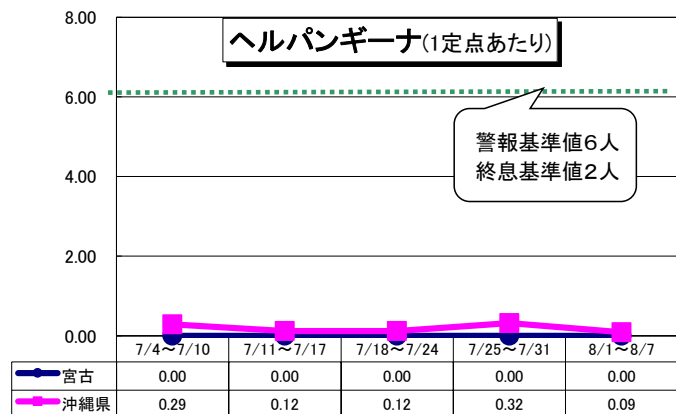 ヘルパンギーナ(1定点あたり)
8.00
6.00
4.00
2.00
0.00
警報基準値6人
終息基準値2人
7/4～7/10 7/11～7/17 7/18～7/24 7/25～7/31 8/1～8/7
宮古 0.00 0.00 0.00 0.00 0.00
沖縄県 0.29 0.12 0.12 0.32 0.09